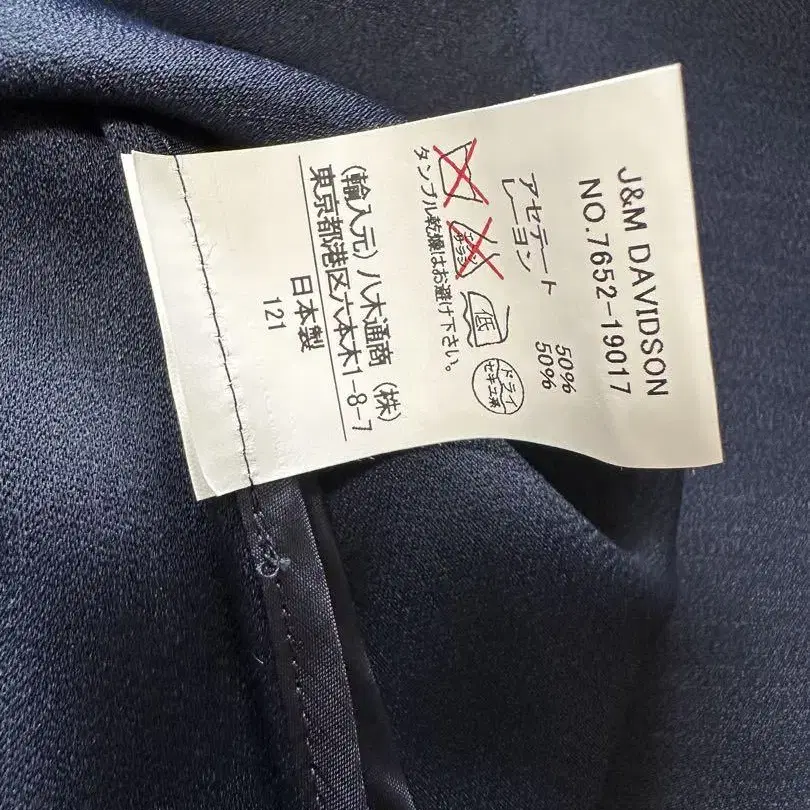 J&M DAVIDSON
NO.7652-19017
アセテート 50%
レーヨン 50%
低
ドライ
セキユ系
タンブル乾燥はお避け下さい。
(輸入元) 八木通商 (株)
東京都港区六本木1-8-7
日本製
121